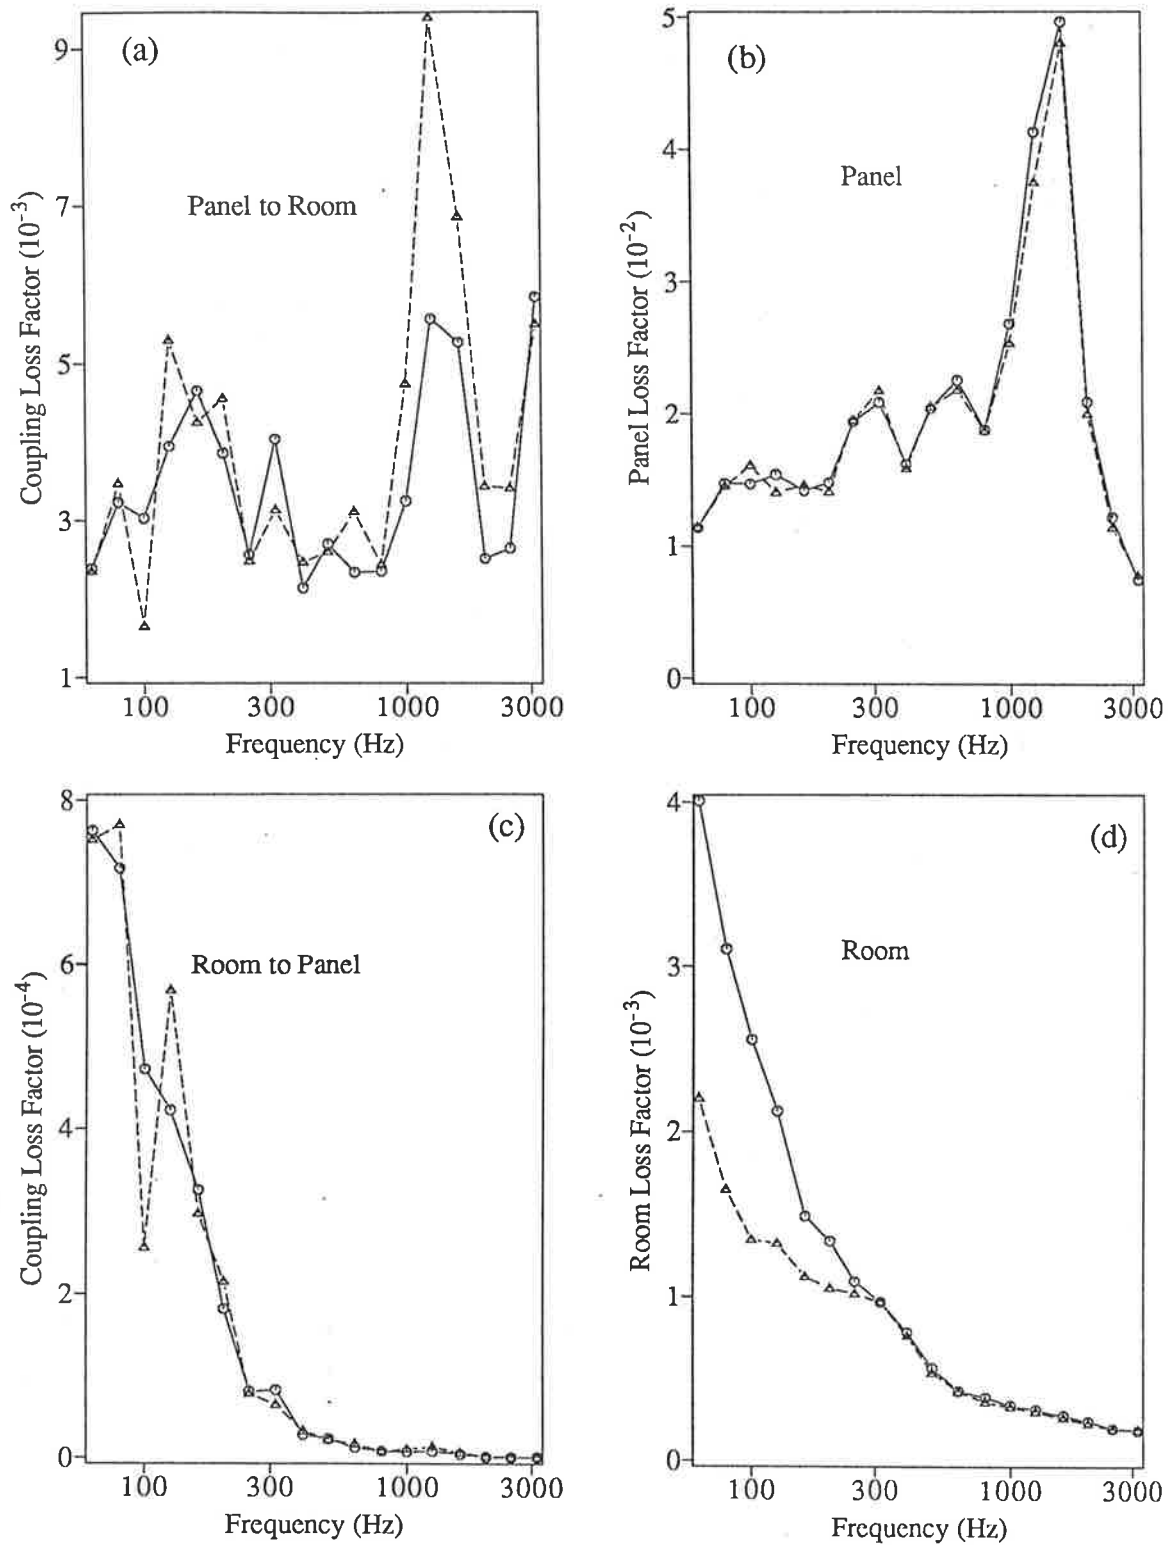 (a)
Panel to Room
Coupling Loss Factor (10⁻³)
9
7
5
3
1
100 300 1000 3000
Frequency (Hz)
(b)
Panel
Panel Loss Factor (10⁻²)
5
4
3
2
1
0
100 300 1000 3000
Frequency (Hz)
(c)
Room to Panel
Coupling Loss Factor (10⁻⁴)
8
6
4
2
0
100 300 1000 3000
Frequency (Hz)
(d)
Room
Room Loss Factor (10⁻³)
4
3
2
1
0
100 300 1000 3000
Frequency (Hz)